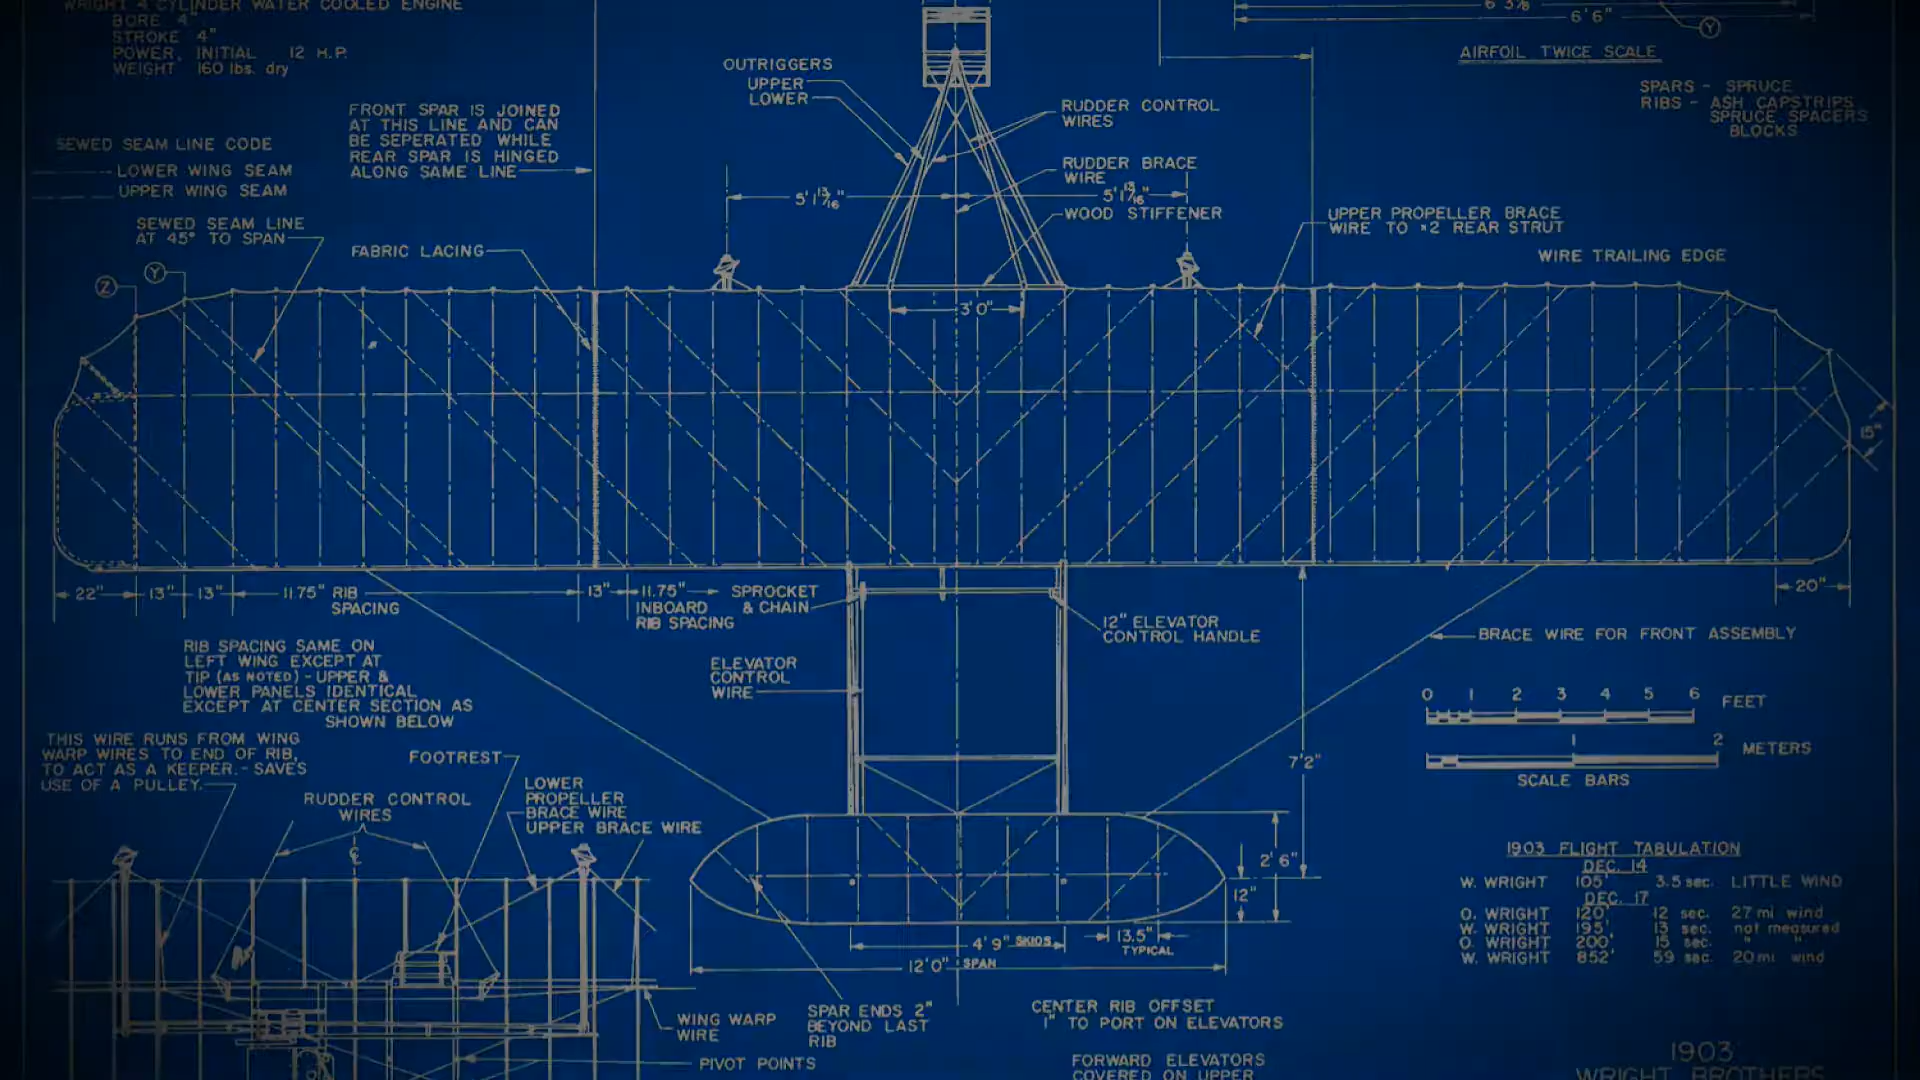 WRIGHT 4 CYLINDER WATER COOLED ENGINE
BORE 4"
STROKE 4"
POWER, INITIAL 12 H.P.
WEIGHT 160 lbs. dry
6'6"
Y
AIRFOIL TWICE SCALE
SPARS - SPRUCE
RIBS - ASH CAPSTRIPS
SPRUCE SPACERS
BLOCKS
OUTRIGGERS
UPPER
LOWER
FRONT SPAR IS JOINED
AT THIS LINE AND CAN
BE SEPERATED WHILE
REAR SPAR IS HINGED
ALONG SAME LINE
RUDDER CONTROL
WIRES
RUDDER BRACE
WIRE
WOOD STIFFENER
5' 1 13/16"
5' 1 13/16"
SEWED SEAM LINE CODE
LOWER WING SEAM
UPPER WING SEAM
SEWED SEAM LINE
AT 45° TO SPAN
FABRIC LACING
UPPER PROPELLER BRACE
WIRE TO #2 REAR STRUT
WIRE TRAILING EDGE
Z
Y
3'0"
15"
22"
13"
13"
11.75" RIB
SPACING
13"
11.75"
INBOARD
RIB SPACING
SPROCKET
& CHAIN
12" ELEVATOR
CONTROL HANDLE
20"
BRACE WIRE FOR FRONT ASSEMBLY
RIB SPACING SAME ON
LEFT WING EXCEPT AT
TIP (AS NOTED) - UPPER &
LOWER PANELS IDENTICAL
EXCEPT AT CENTER SECTION AS
SHOWN BELOW
ELEVATOR
CONTROL
WIRE
0 1 2 3 4 5 6
FEET
1 2
METERS
SCALE BARS
7'2"
THIS WIRE RUNS FROM WING
WARP WIRES TO END OF RIB,
TO ACT AS A KEEPER. - SAVES
USE OF A PULLEY.
FOOTREST
RUDDER CONTROL
WIRES
LOWER
PROPELLER
BRACE WIRE
UPPER BRACE WIRE
2'6"
12"
13.5"
TYPICAL
4'9" SKIDS
12'0" SPAN
1903 FLIGHT TABULATION
DEC. 14
W. WRIGHT 105' 3.5 sec. LITTLE WIND
DEC. 17
O. WRIGHT 120' 12 sec. 27 mi wind
W. WRIGHT 195' 13 sec. not measured
O. WRIGHT 200' 15 sec. " "
W. WRIGHT 852' 59 sec. 20 mi wind
WING WARP
WIRE
PIVOT POINTS
SPAR ENDS 2"
BEYOND LAST
RIB
CENTER RIB OFFSET
1" TO PORT ON ELEVATORS
FORWARD ELEVATORS
COVERED ON UPPER
1903
WRIGHT BROTHERS